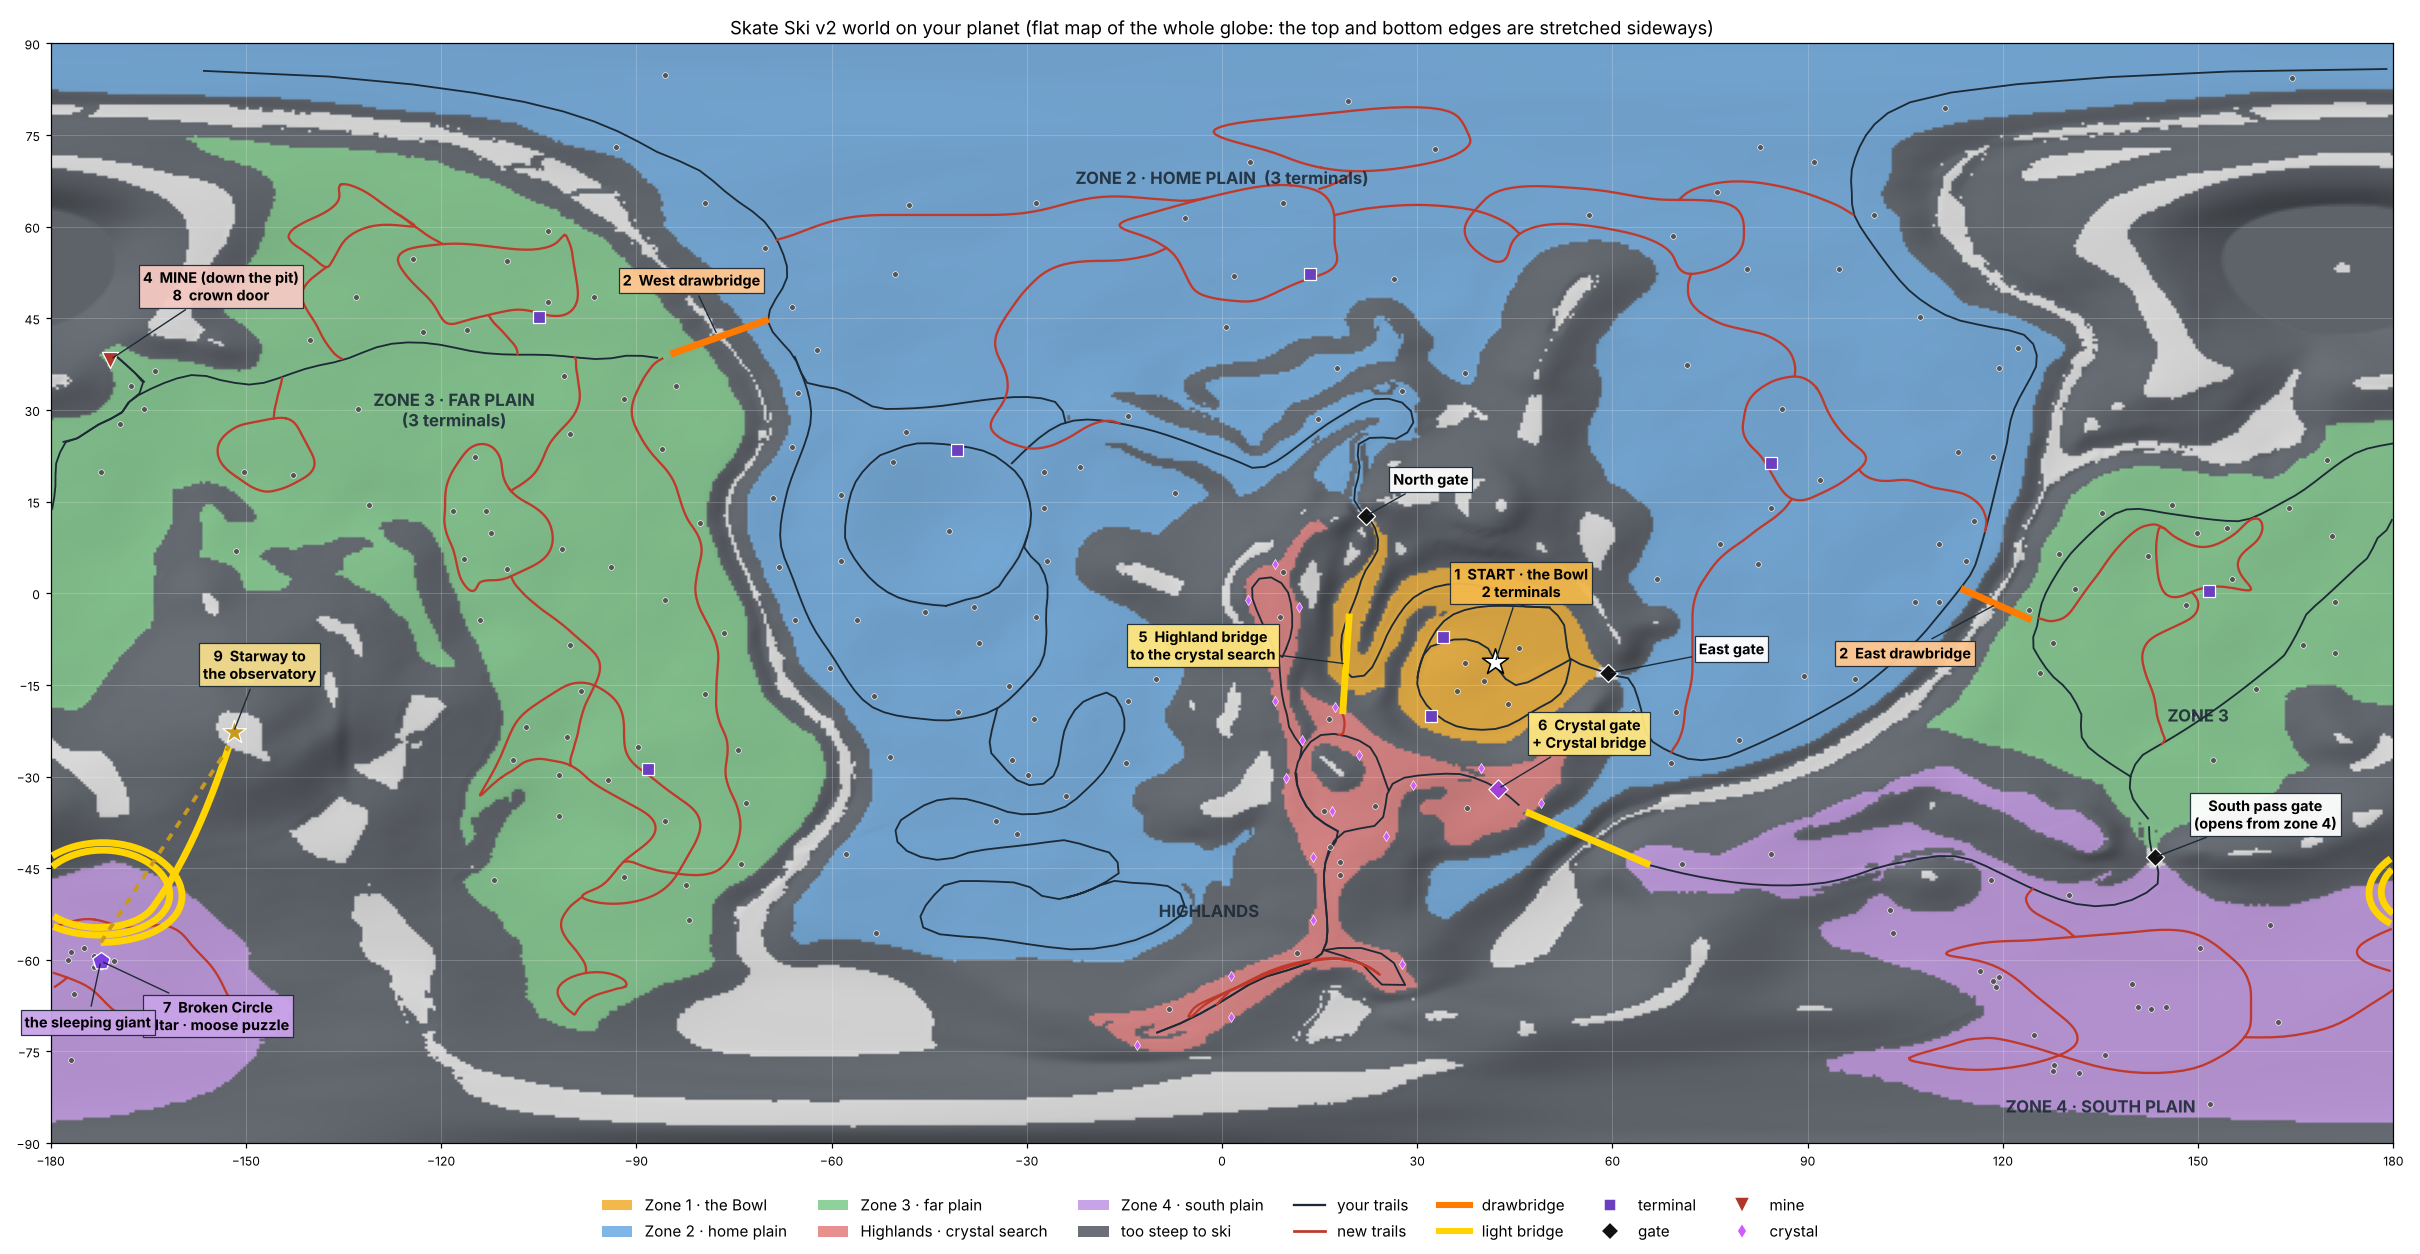 Skate Ski v2 world on your planet (flat map of the whole globe: the top and bottom edges are stretched sideways)
90
75
60
45
30
15
0
−15
−30
−45
−60
−75
−90
−180
−150
−120
−90
−60
−30
0
30
60
90
120
150
180
ZONE 2 · HOME PLAIN (3 terminals)
4 MINE (down the pit)
8 crown door
2 West drawbridge
ZONE 3 · FAR PLAIN
(3 terminals)
North gate
1 START · the Bowl
2 terminals
5 Highland bridge
to the crystal search
East gate
2 East drawbridge
9 Starway to
the observatory
6 Crystal gate
+ Crystal bridge
ZONE 3
South pass gate
(opens from zone 4)
HIGHLANDS
7 Broken Circle
ltar · moose puzzle
the sleeping giant
ZONE 4 · SOUTH PLAIN
Zone 1 · the Bowl
Zone 2 · home plain
Zone 3 · far plain
Highlands · crystal search
Zone 4 · south plain
too steep to ski
your trails
new trails
drawbridge
light bridge
terminal
gate
mine
crystal